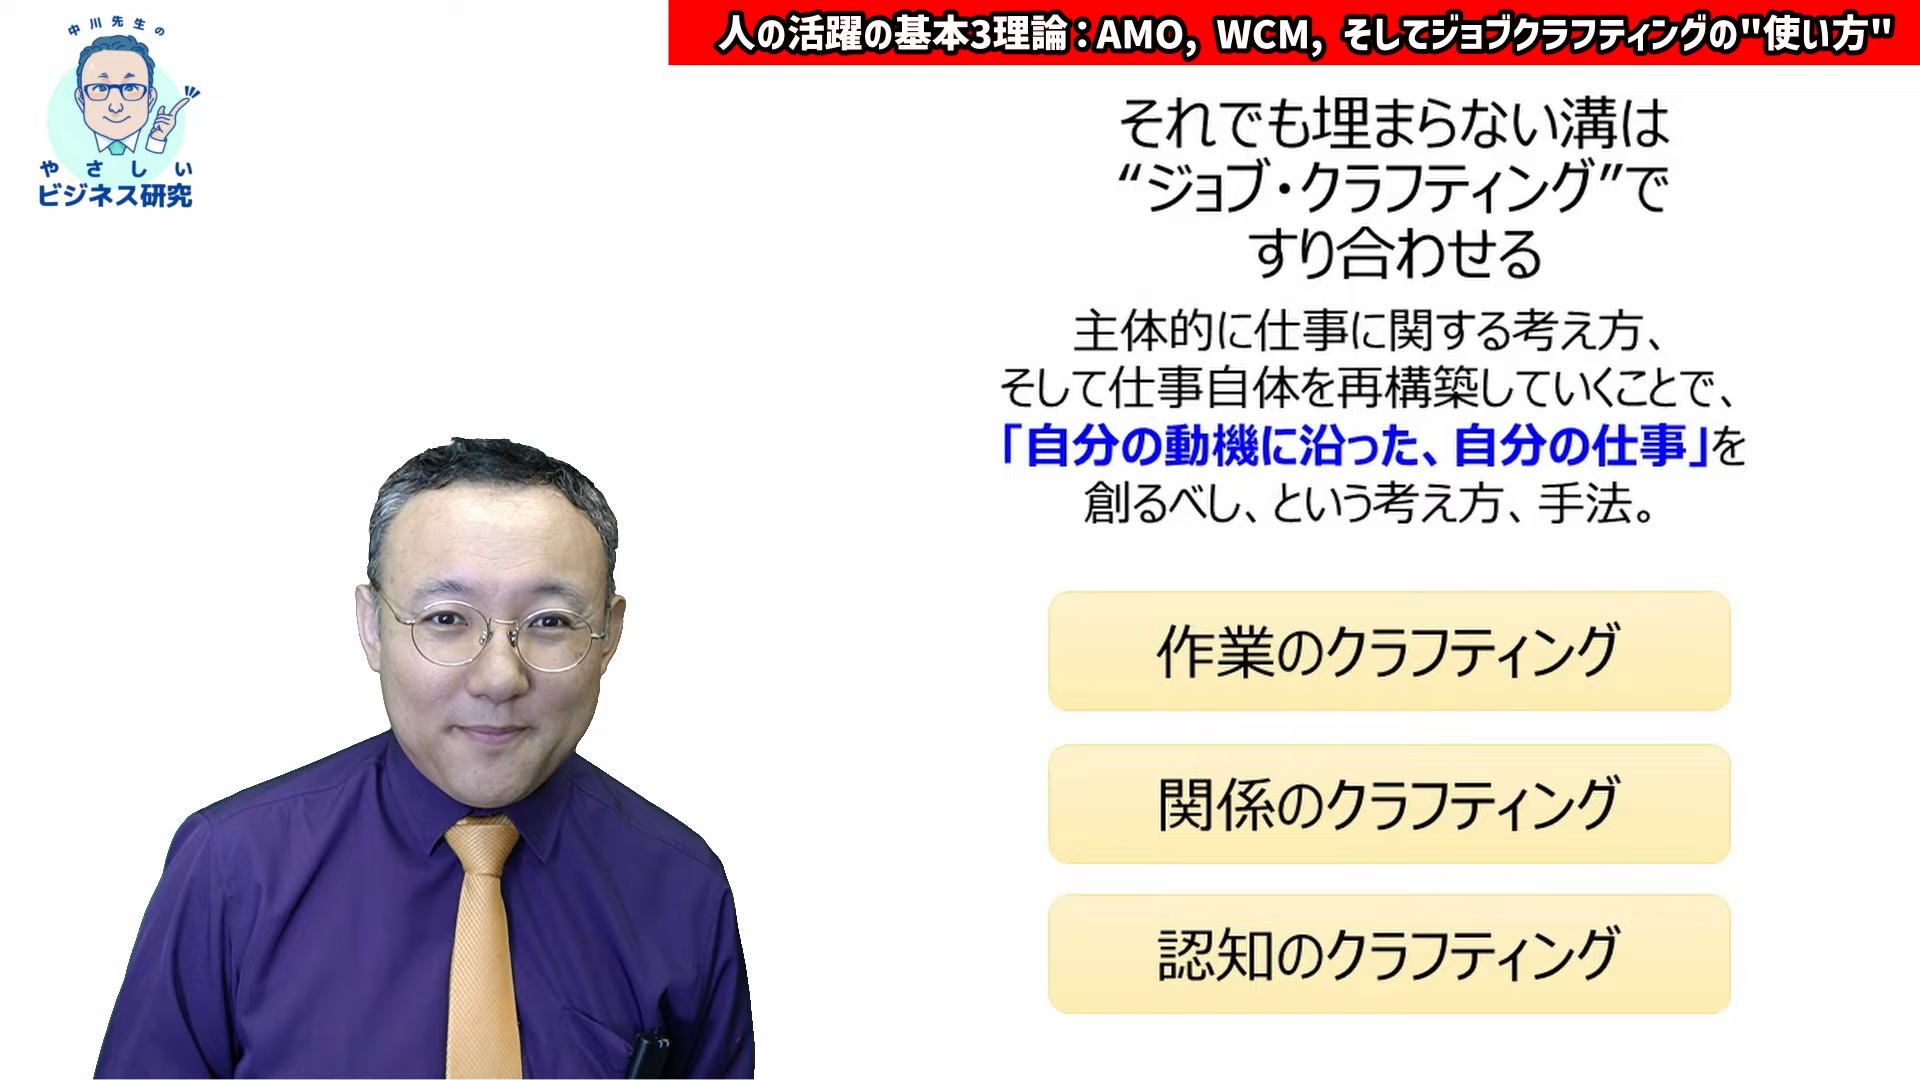 中川先生の
やさしい
ビジネス研究
人の活躍の基本3理論：AMO，WCM，そしてジョブクラフティングの"使い方"
それでも埋まらない溝は
“ジョブ・クラフティング”で
すり合わせる
主体的に仕事に関する考え方、
そして仕事自体を再構築していくことで、
「自分の動機に沿った、自分の仕事」を
創るべし、という考え方、手法。
作業のクラフティング
関係のクラフティング
認知のクラフティング